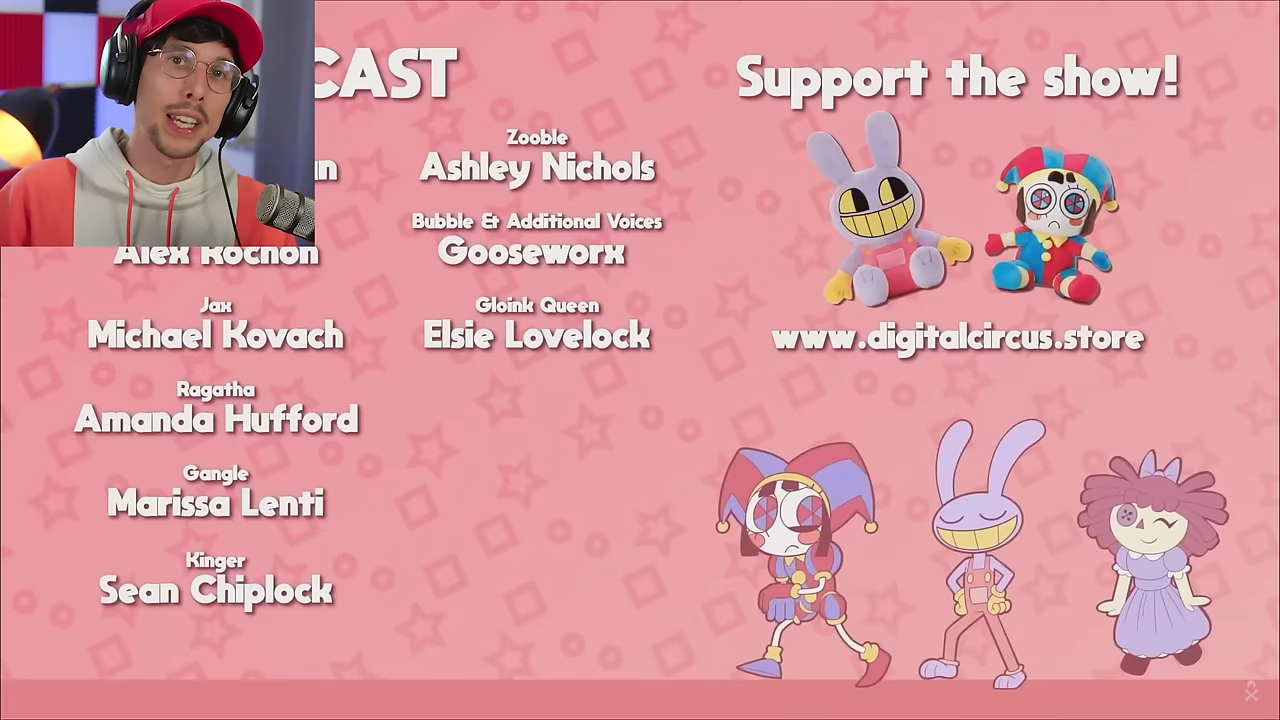 CAST
Alex Rochon
Jax
Michael Kovach
Ragatha
Amanda Hufford
Gangle
Marissa Lenti
Kinger
Sean Chiplock
Zooble
Ashley Nichols
Bubble & Additional Voices
Gooseworx
Gloink Queen
Elsie Lovelock
Support the show!
www.digitalcircus.store